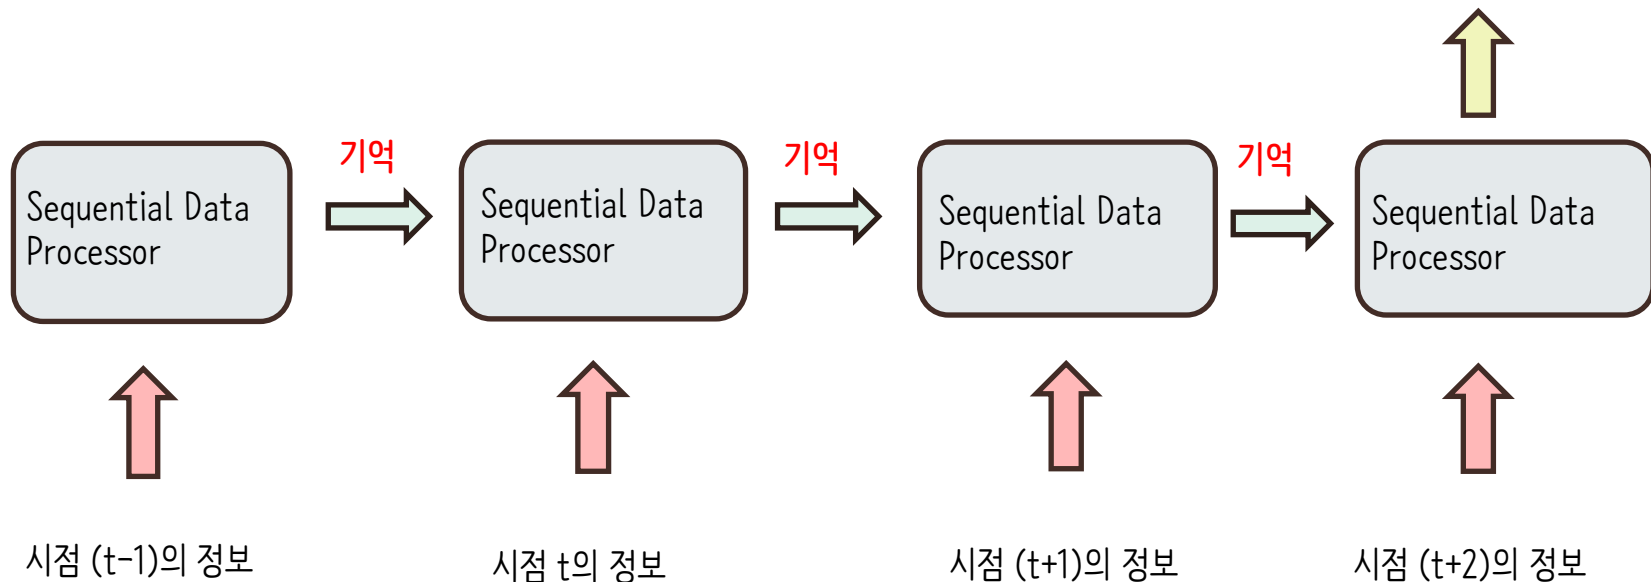 기억
기억
기억
Sequential Data
Processor
Sequential Data
Processor
Sequential Data
Processor
Sequential Data
Processor
시점 (t-1)의 정보
시점 t의 정보
시점 (t+1)의 정보
시점 (t+2)의 정보